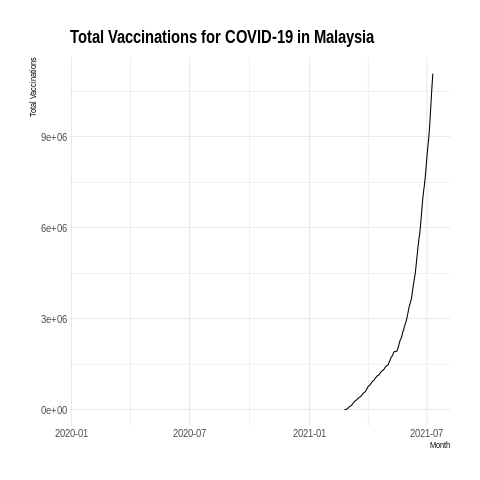 Total Vaccinations for COVID-19 in Malaysia
Total Vaccinations
9e+06
6e+06
3e+06
0e+00
2020-01 2020-07 2021-01 2021-07
Month